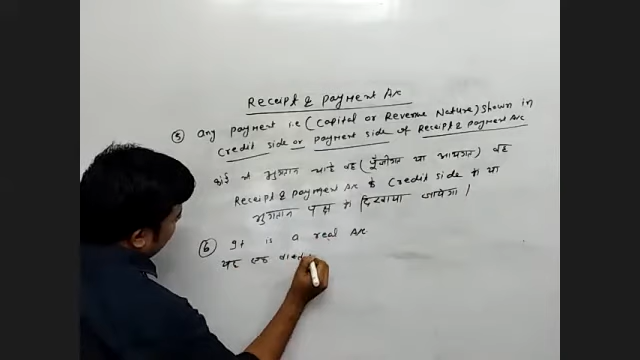 Receipt & Payment A/c
⑤ Any payment i.e (Capital or Revenue Nature) Shown in
Credit side or payment side of Receipt & Payment A/c
कोई भी भुगतान चाहे वह (पूँजीगत या आयगत) वह
Receipt & payment A/c के Credit side में या
भुगतान पक्ष में दिखाया जायेगा।
⑥ It is a real A/c
यह एक